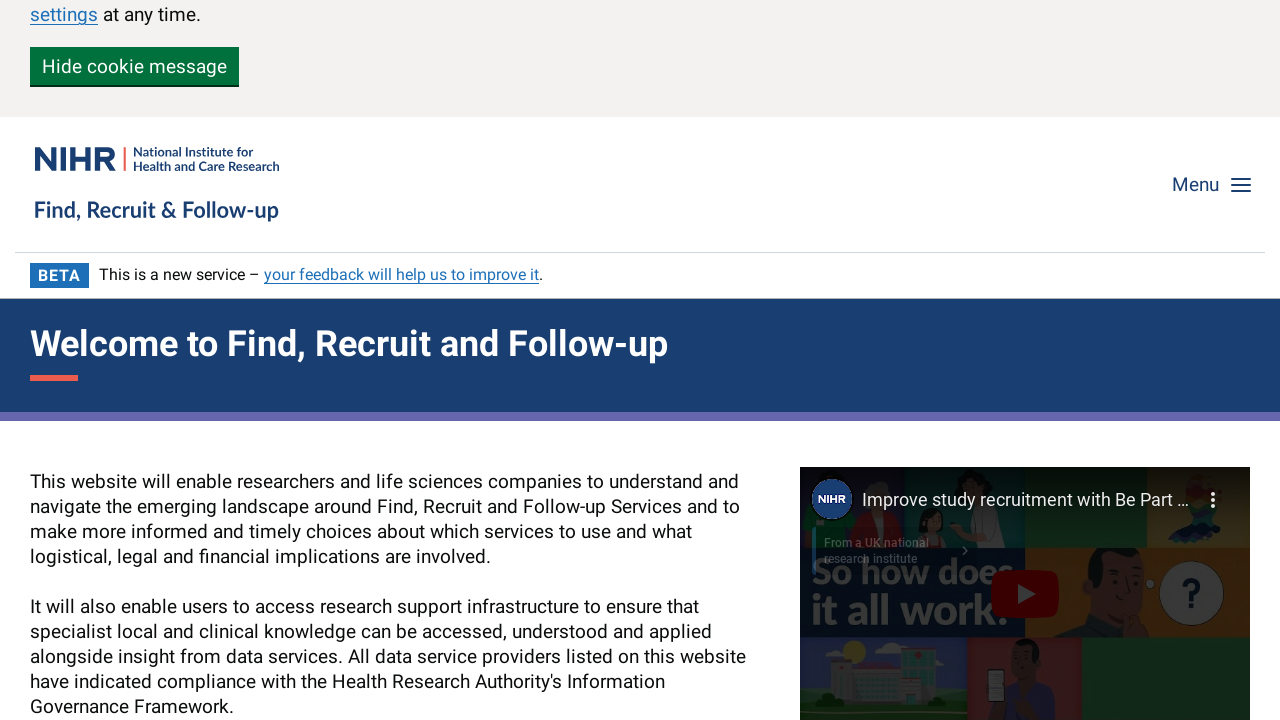 settings at any time.
Hide cookie message
NIHR | National Institute for
Health and Care Research
Find, Recruit & Follow-up
Menu
BETA This is a new service – your feedback will help us to improve it.
Welcome to Find, Recruit and Follow-up
This website will enable researchers and life sciences companies to understand and
navigate the emerging landscape around Find, Recruit and Follow-up Services and to
make more informed and timely choices about which services to use and what
logistical, legal and financial implications are involved.
It will also enable users to access research support infrastructure to ensure that
specialist local and clinical knowledge can be accessed, understood and applied
alongside insight from data services. All data service providers listed on this website
have indicated compliance with the Health Research Authority's Information
Governance Framework.
NIHR Improve study recruitment with Be Part ...
From a UK national
research institute
So how does
it all work?
?